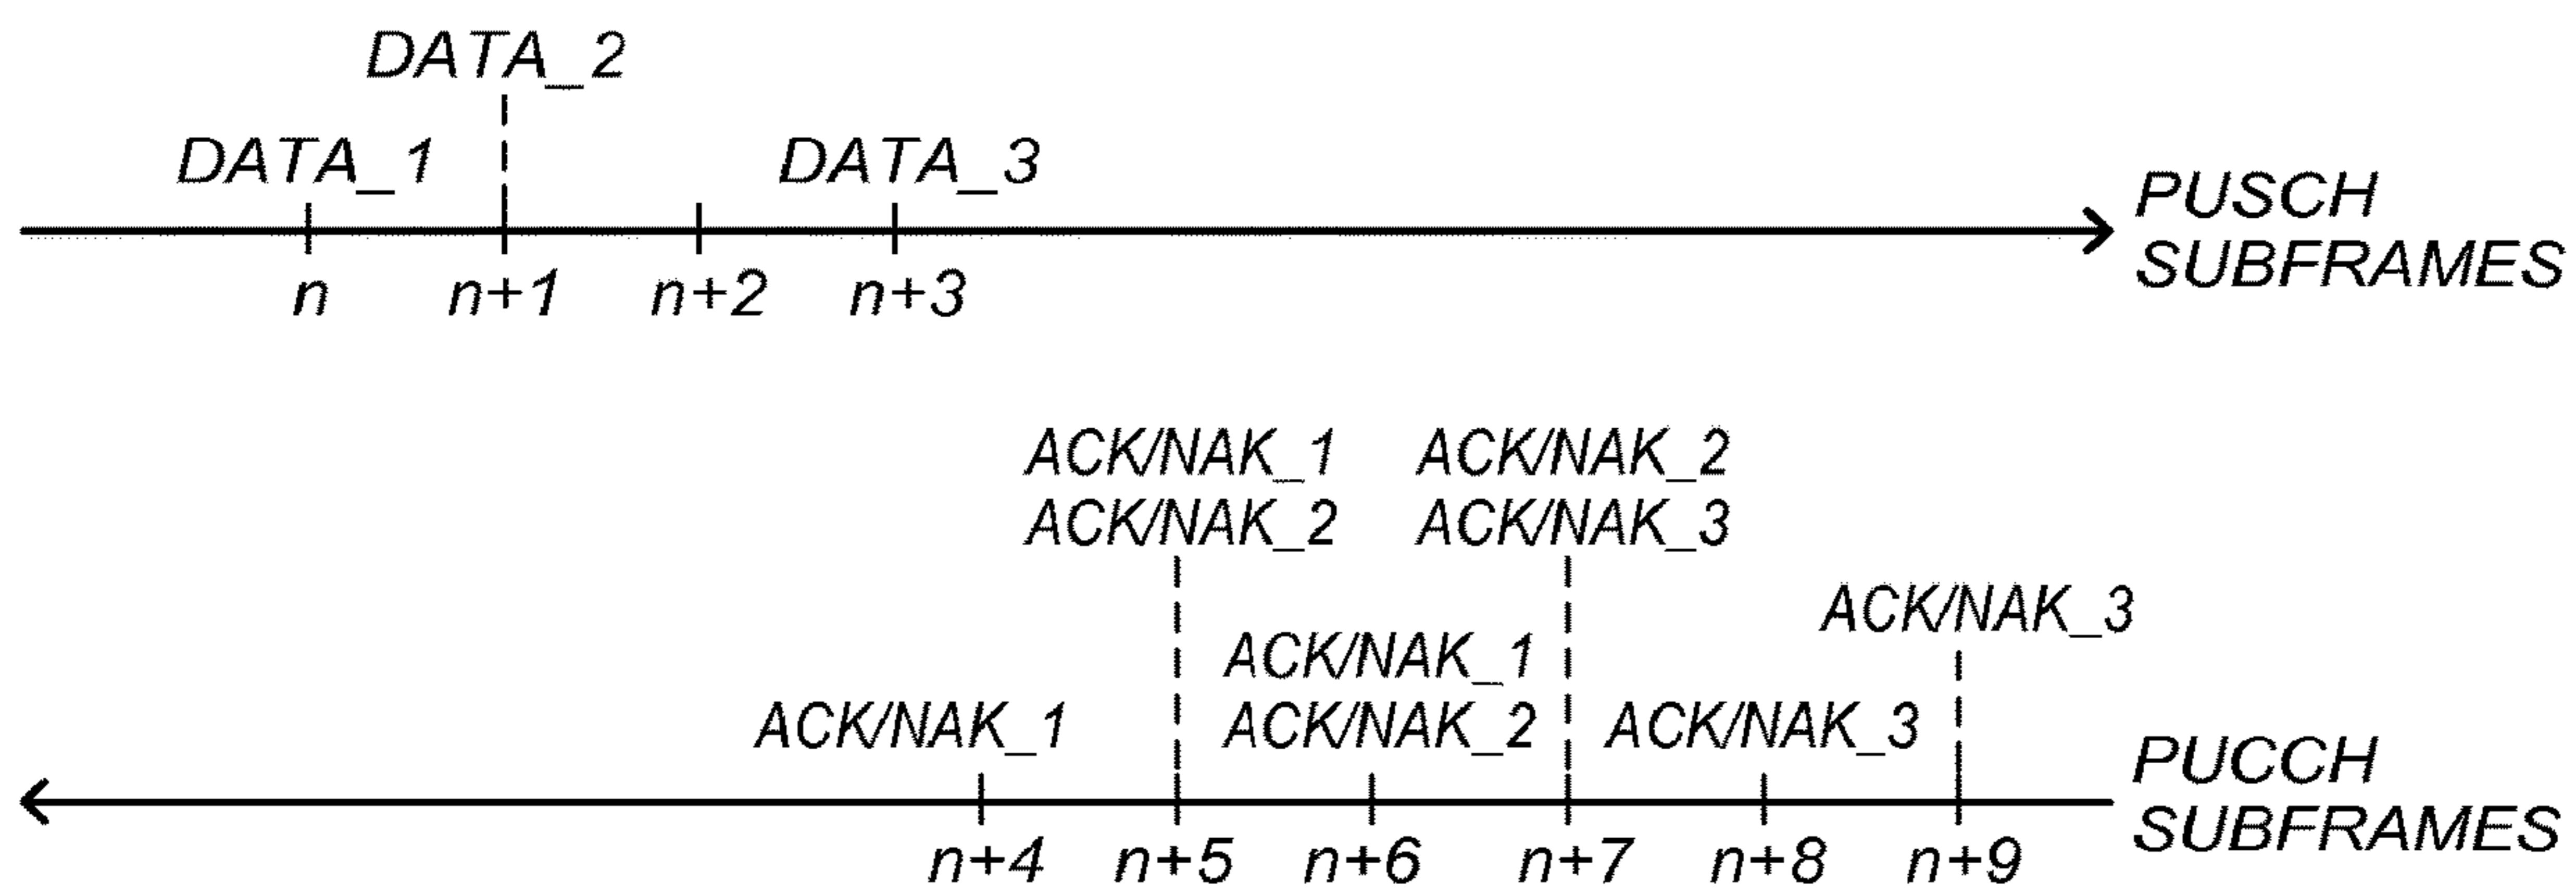 DATA_2
DATA_1
DATA_3
PUSCH
SUBFRAMES
n
n+1
n+2
n+3
ACK/NAK_1
ACK/NAK_2
ACK/NAK_2
ACK/NAK_3
ACK/NAK_3
ACK/NAK_1
ACK/NAK_2
ACK/NAK_1
ACK/NAK_3
PUCCH
SUBFRAMES
n+4
n+5
n+6
n+7
n+8
n+9